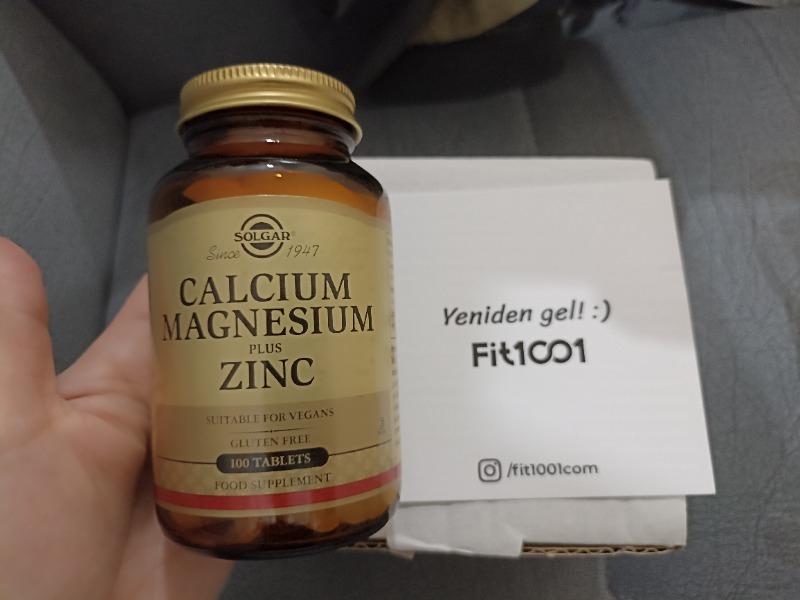 SOLGAR®
Since 1947
CALCIUM
MAGNESIUM
PLUS
ZINC
SUITABLE FOR VEGANS
GLUTEN FREE
100 TABLETS
FOOD SUPPLEMENT
Yeniden gel! :)
Fit1001
/fit1001com